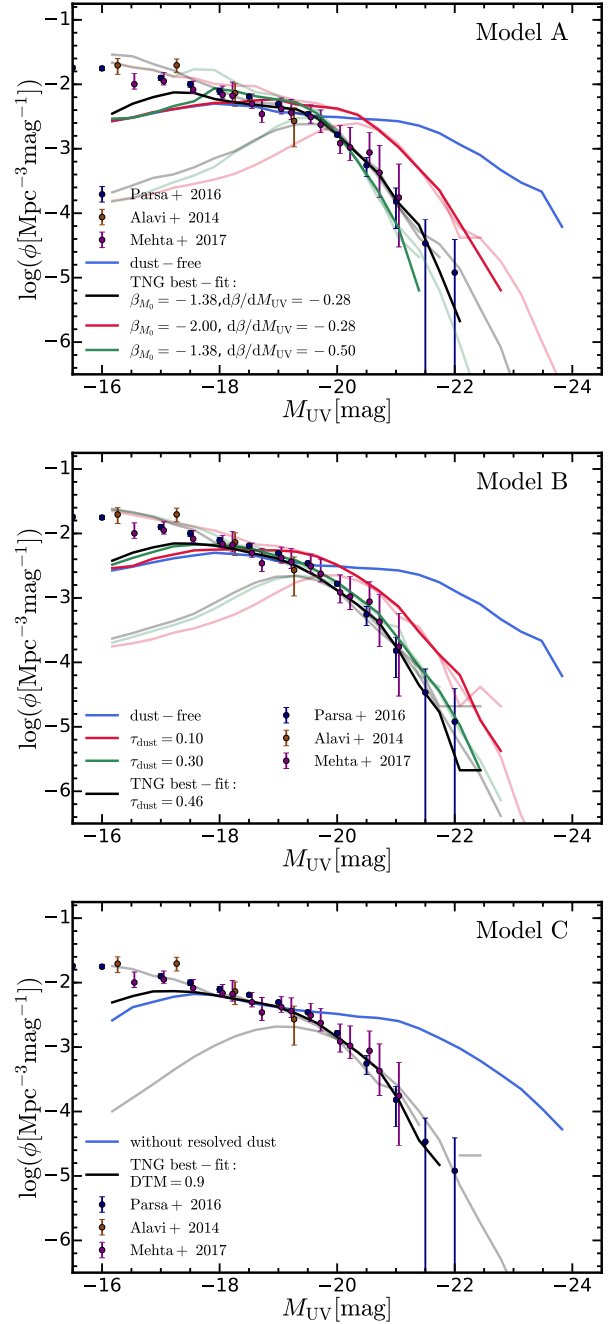 Model A
−1
−2
−3
−4
−5
−6
log(ϕ[Mpc⁻³mag⁻¹]
Parsa+ 2016
Alavi+ 2014
Mehta+ 2017
dust−free
TNG best−fit:
β_M₀ = −1.38, dβ/dM_UV = −0.28
β_M₀ = −2.00, dβ/dM_UV = −0.28
β_M₀ = −1.38, dβ/dM_UV = −0.50
−16 −18 −20 −22 −24
M_UV[mag]
Model B
−1
−2
−3
−4
−5
−6
log(ϕ[Mpc⁻³mag⁻¹]
dust−free
τ_dust = 0.10
τ_dust = 0.30
TNG best−fit:
τ_dust = 0.46
Parsa+ 2016
Alavi+ 2014
Mehta+ 2017
−16 −18 −20 −22 −24
M_UV[mag]
Model C
−1
−2
−3
−4
−5
−6
log(ϕ[Mpc⁻³mag⁻¹]
without resolved dust
TNG best−fit:
DTM = 0.9
Parsa+ 2016
Alavi+ 2014
Mehta+ 2017
−16 −18 −20 −22 −24
M_UV[mag]